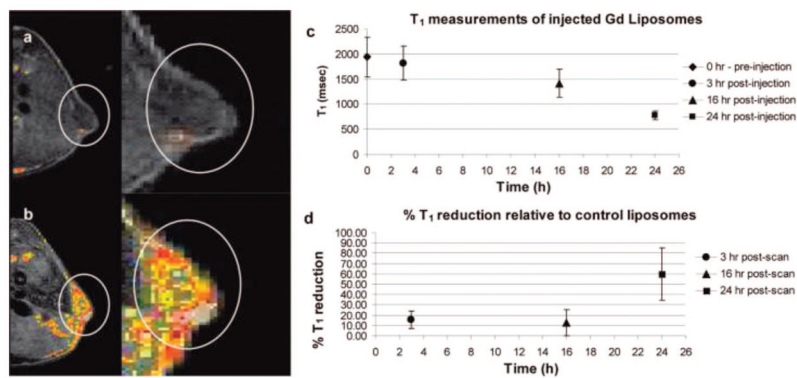 a
b
c
T1 measurements of injected Gd Liposomes
T1 (msec)
2500
2000
1500
1000
500
0
0 2 4 6 8 10 12 14 16 18 20 22 24 26
Time (h)
0 hr - pre-injection
3 hr post-injection
16 hr post-injection
24 hr post-injection
d
% T1 reduction relative to control liposomes
% T1 reduction
100.00
90.00
80.00
70.00
60.00
50.00
40.00
30.00
20.00
10.00
0.00
0 2 4 6 8 10 12 14 16 18 20 22 24 26
Time (h)
3 hr post-scan
16 hr post-scan
24 hr post-scan